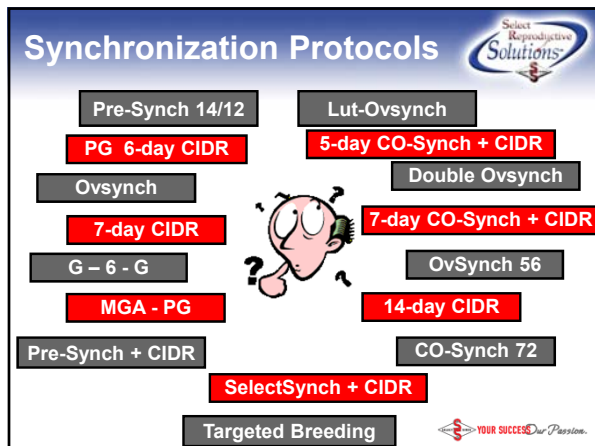 Synchronization Protocols
Select
Reproductive
Solutions
Pre-Synch 14/12
Lut-Ovsynch
PG 6-day CIDR
5-day CO-Synch + CIDR
Double Ovsynch
Ovsynch
7-day CIDR
7-day CO-Synch + CIDR
G – 6 - G
OvSynch 56
MGA - PG
14-day CIDR
Pre-Synch + CIDR
CO-Synch 72
SelectSynch + CIDR
Targeted Breeding
YOUR SUCCESS Our Passion.